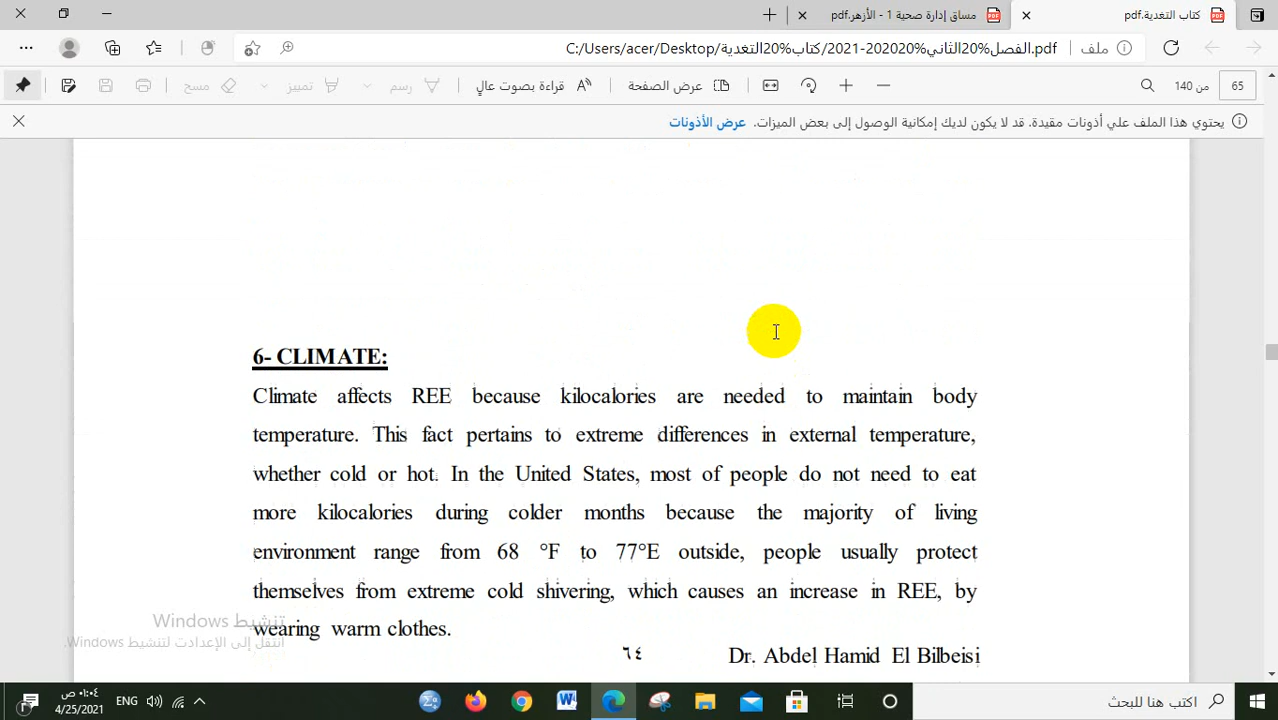 كتاب التغدية.pdf
مساق إدارة صحية 1 - الأزهر.pdf
ملف
C:/Users/acer/Desktop/الفصل%20الثاني%202020-2021/كتاب%20التغدية.pdf
65
من 140
عرض الصفحة
قراءة بصوت عالٍ
رسم
تمييز
مسح
يحتوي هذا الملف علي أذونات مقيدة. قد لا يكون لديك إمكانية الوصول إلى بعض الميزات. عرض الأذونات
6- CLIMATE:
Climate affects REE because kilocalories are needed to maintain body
temperature. This fact pertains to extreme differences in external temperature,
whether cold or hot. In the United States, most of people do not need to eat
more kilocalories during colder months because the majority of living
environment range from 68 °F to 77°E outside, people usually protect
themselves from extreme cold shivering, which causes an increase in REE, by
wearing warm clothes.
٦٤
Dr. Abdel Hamid El Bilbeisi
تنشيط Windows
انتقل إلى الإعدادت لتنشيط Windows.
اكتب هنا للبحث
ENG
٠١:٠٤ ص
4/25/2021